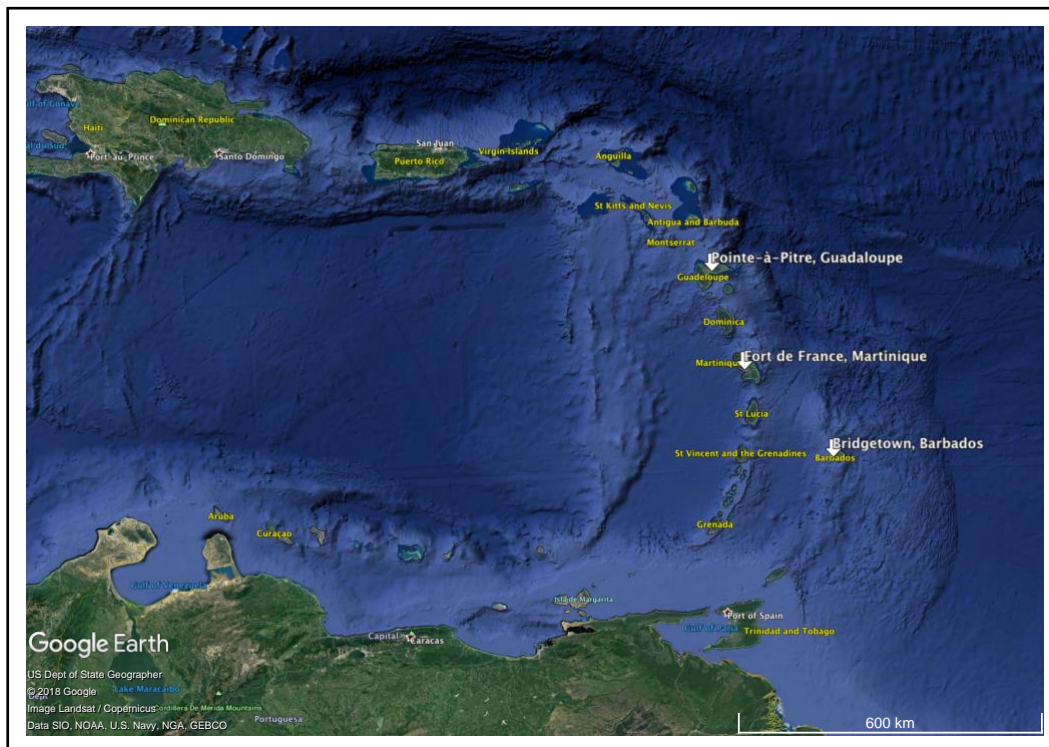 Gulf of Gonave
Haiti
Dominican Republic
Port-au-Prince
Santo Domingo
San Juan
Puerto Rico
Virgin Islands
Anguilla
St Kitts and Nevis
Antigua and Barbuda
Montserrat
Pointe-à-Pitre, Guadaloupe
Guadeloupe
Dominica
Fort de France, Martinique
Martinique
St Lucia
Bridgetown, Barbados
St Vincent and the Grenadines
Barbados
Aruba
Curaçao
Grenada
Gulf of Venezuela
Isla de Margarita
Port of Spain
Gulf of Paria
Trinidad and Tobago
Capital
Caracas
Google Earth
US Dept of State Geographer
© 2018 Google
Lake Maracaibo
Image Landsat / Copernicus
Cordillera De Merida Mountains
Portuguesa
Data SIO, NOAA, U.S. Navy, NGA, GEBCO
600 km